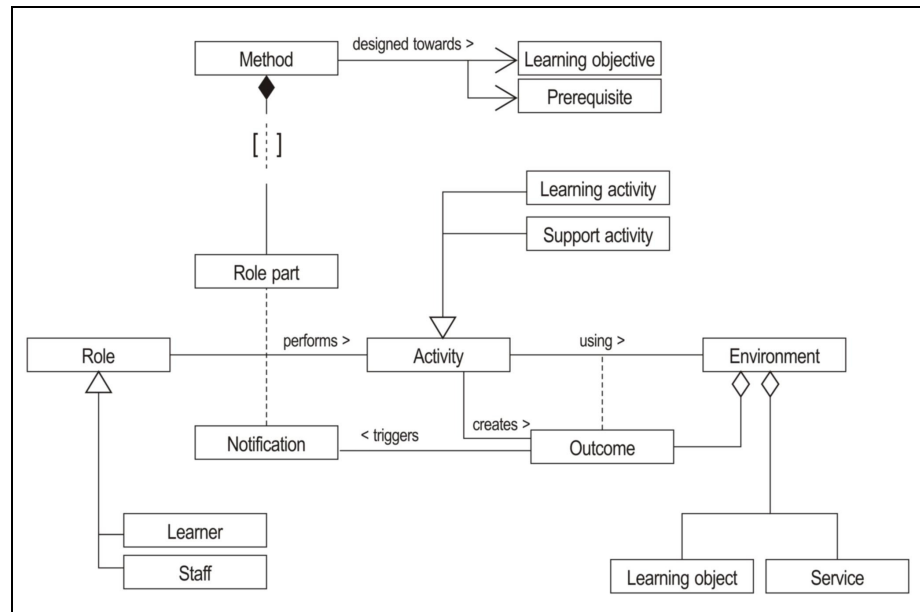 designed towards >
Method
Learning objective
Prerequisite
[ ]
Learning activity
Support activity
Role part
performs >
using >
Role
Activity
Environment
creates >
< triggers
Notification
Outcome
Learner
Staff
Learning object
Service